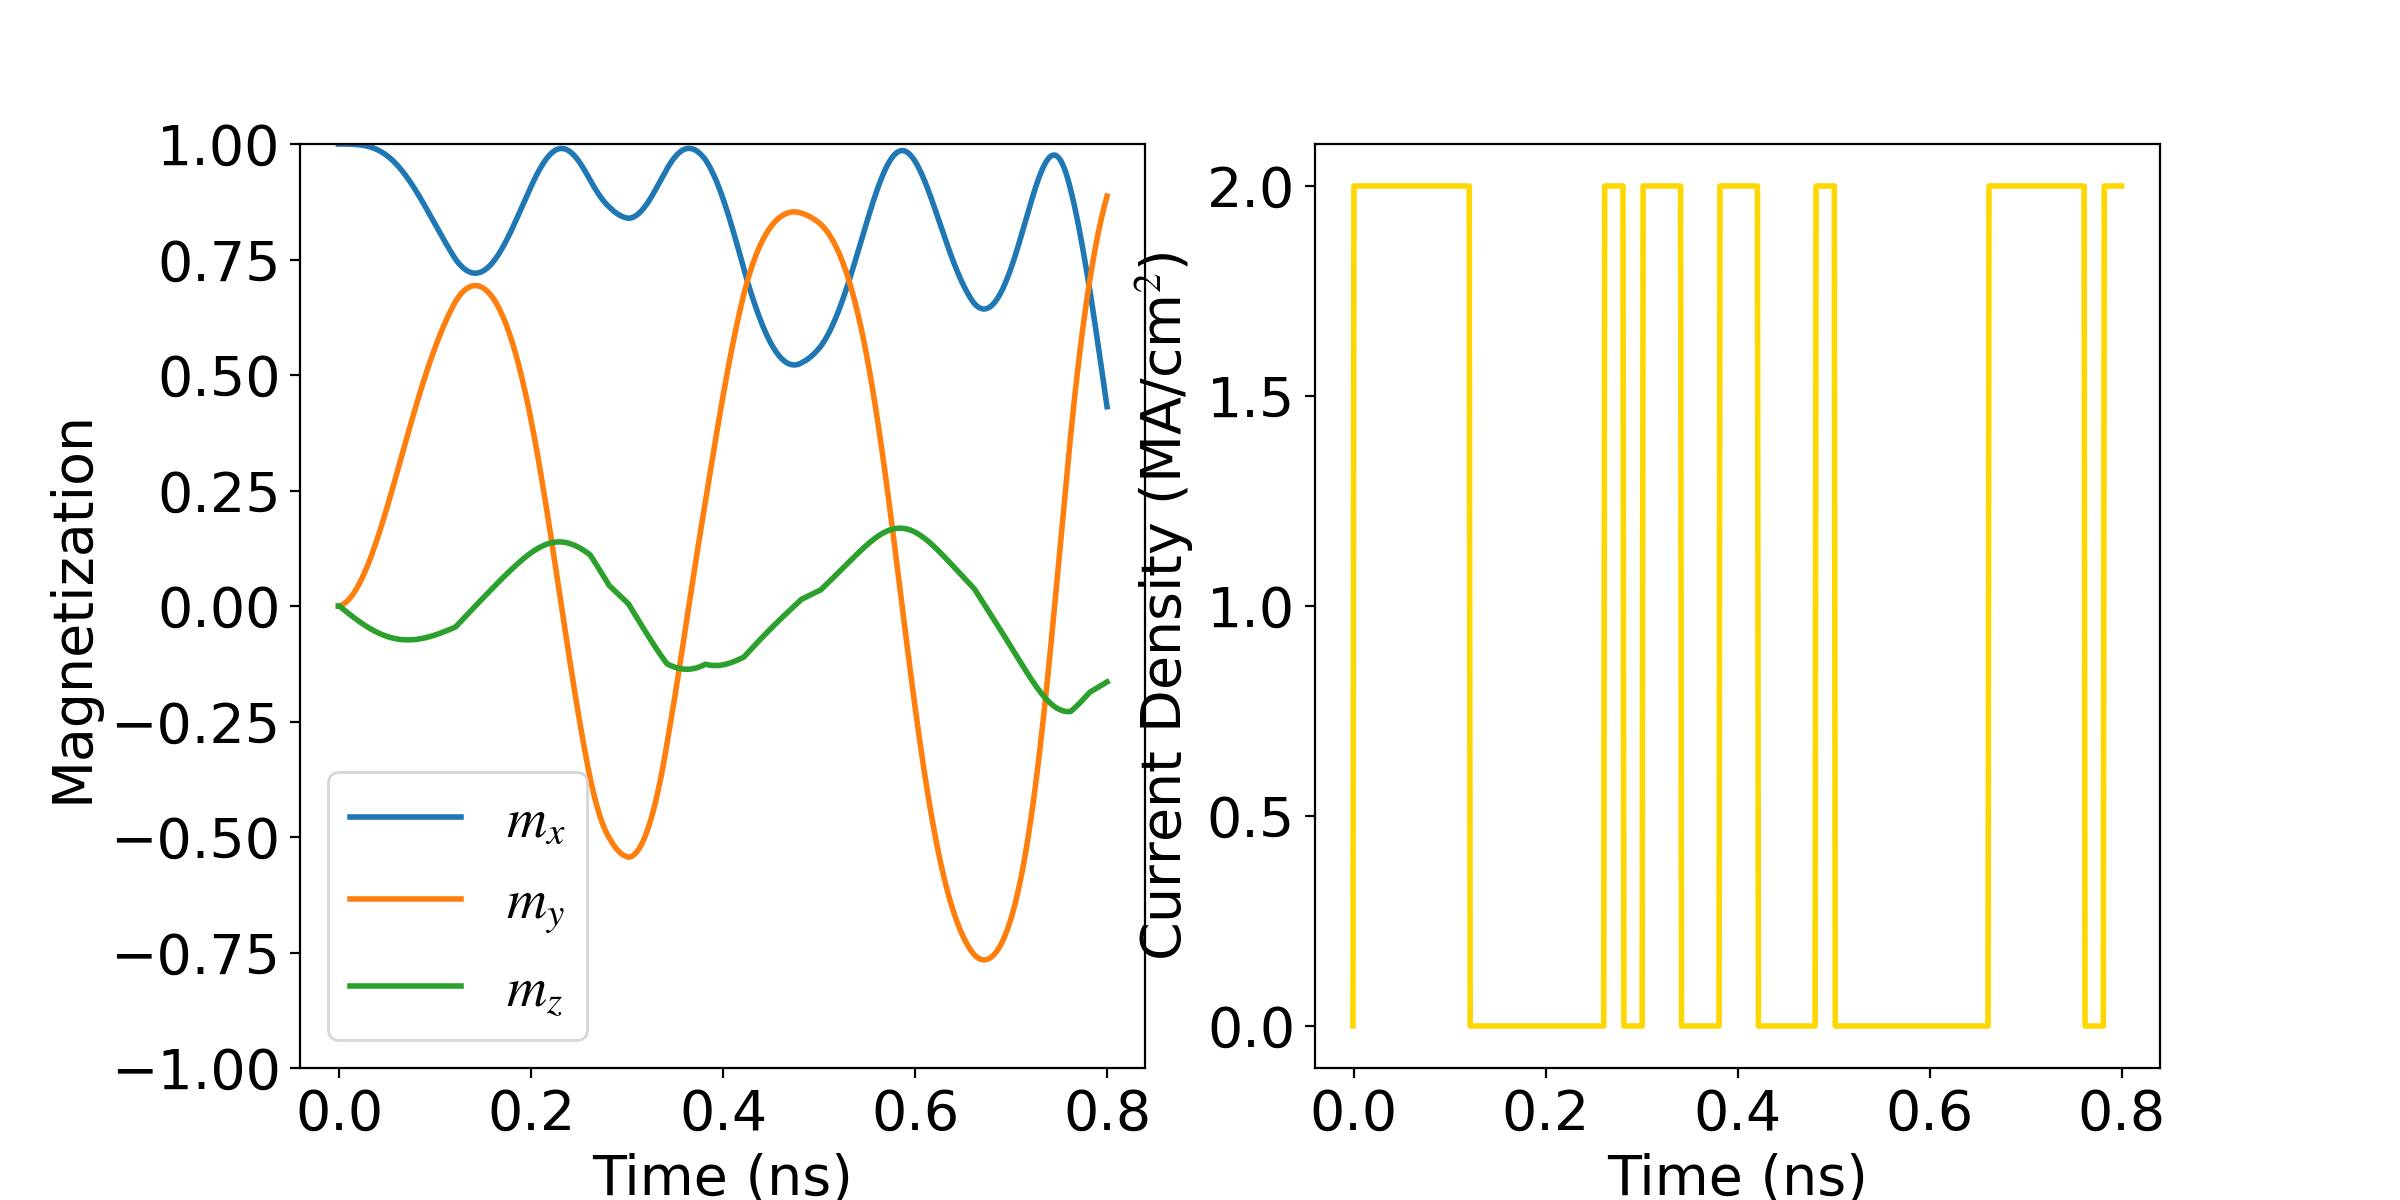 Magnetization
1.00
0.75
0.50
0.25
0.00
−0.25
−0.50
−0.75
−1.00
m_x
m_y
m_z
0.0 0.2 0.4 0.6 0.8
Time (ns)
Current Density (MA/cm²)
2.0
1.5
1.0
0.5
0.0
0.0 0.2 0.4 0.6 0.8
Time (ns)